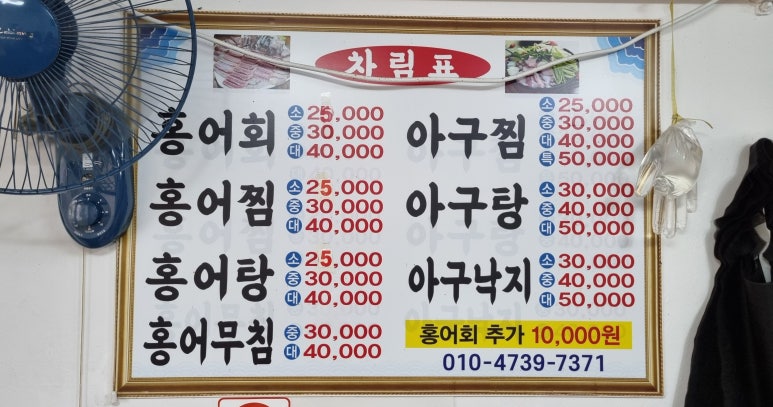 차림표
홍어회
소 25,000
중 30,000
대 40,000
홍어찜
소 25,000
중 30,000
대 40,000
홍어탕
소 25,000
중 30,000
대 40,000
홍어무침
중 30,000
대 40,000
아구찜
소 25,000
중 30,000
대 40,000
특 50,000
아구탕
소 30,000
중 40,000
대 50,000
아구낙지
소 30,000
중 40,000
대 50,000
홍어회 추가 10,000원
010-4739-7371